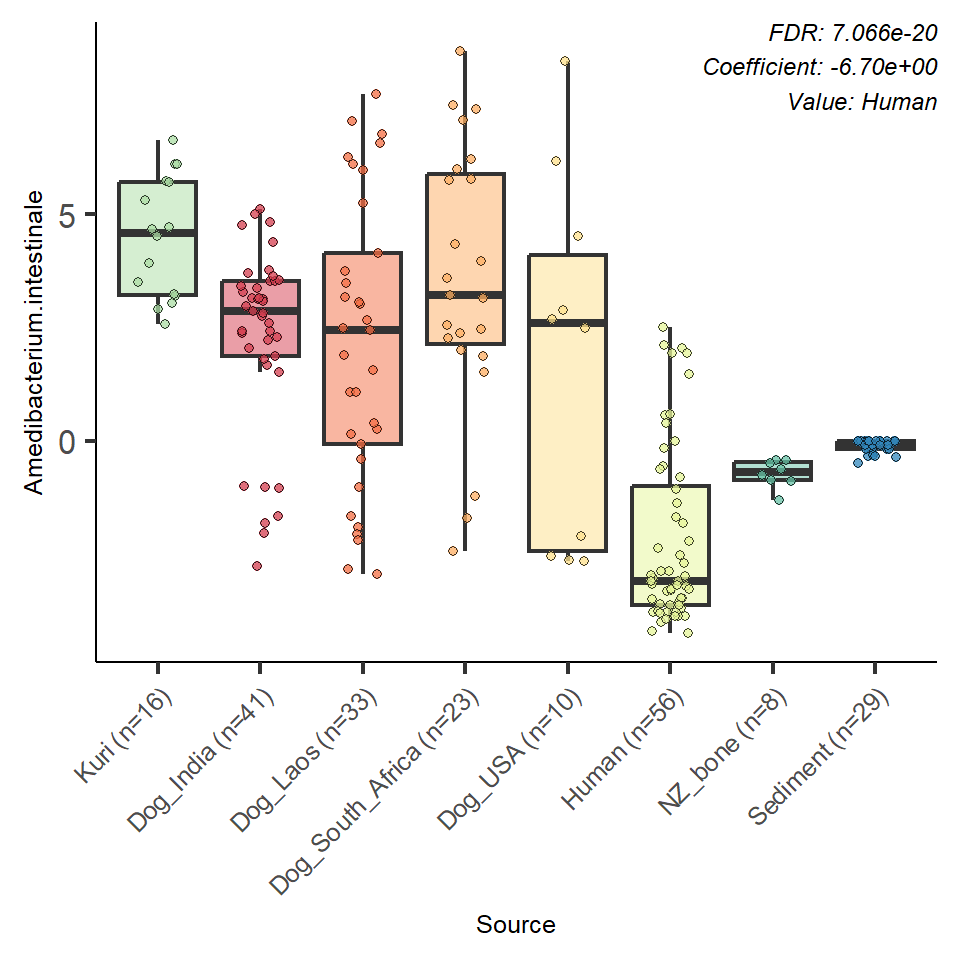 FDR: 7.066e-20
Coefficient: -6.70e+00
Value: Human
Amedibacterium.intestinale
5
0
Kuri (n=16)
Dog_India (n=41)
Dog_Laos (n=33)
Dog_South_Africa (n=23)
Dog_USA (n=10)
Human (n=56)
NZ_bone (n=8)
Sediment (n=29)
Source